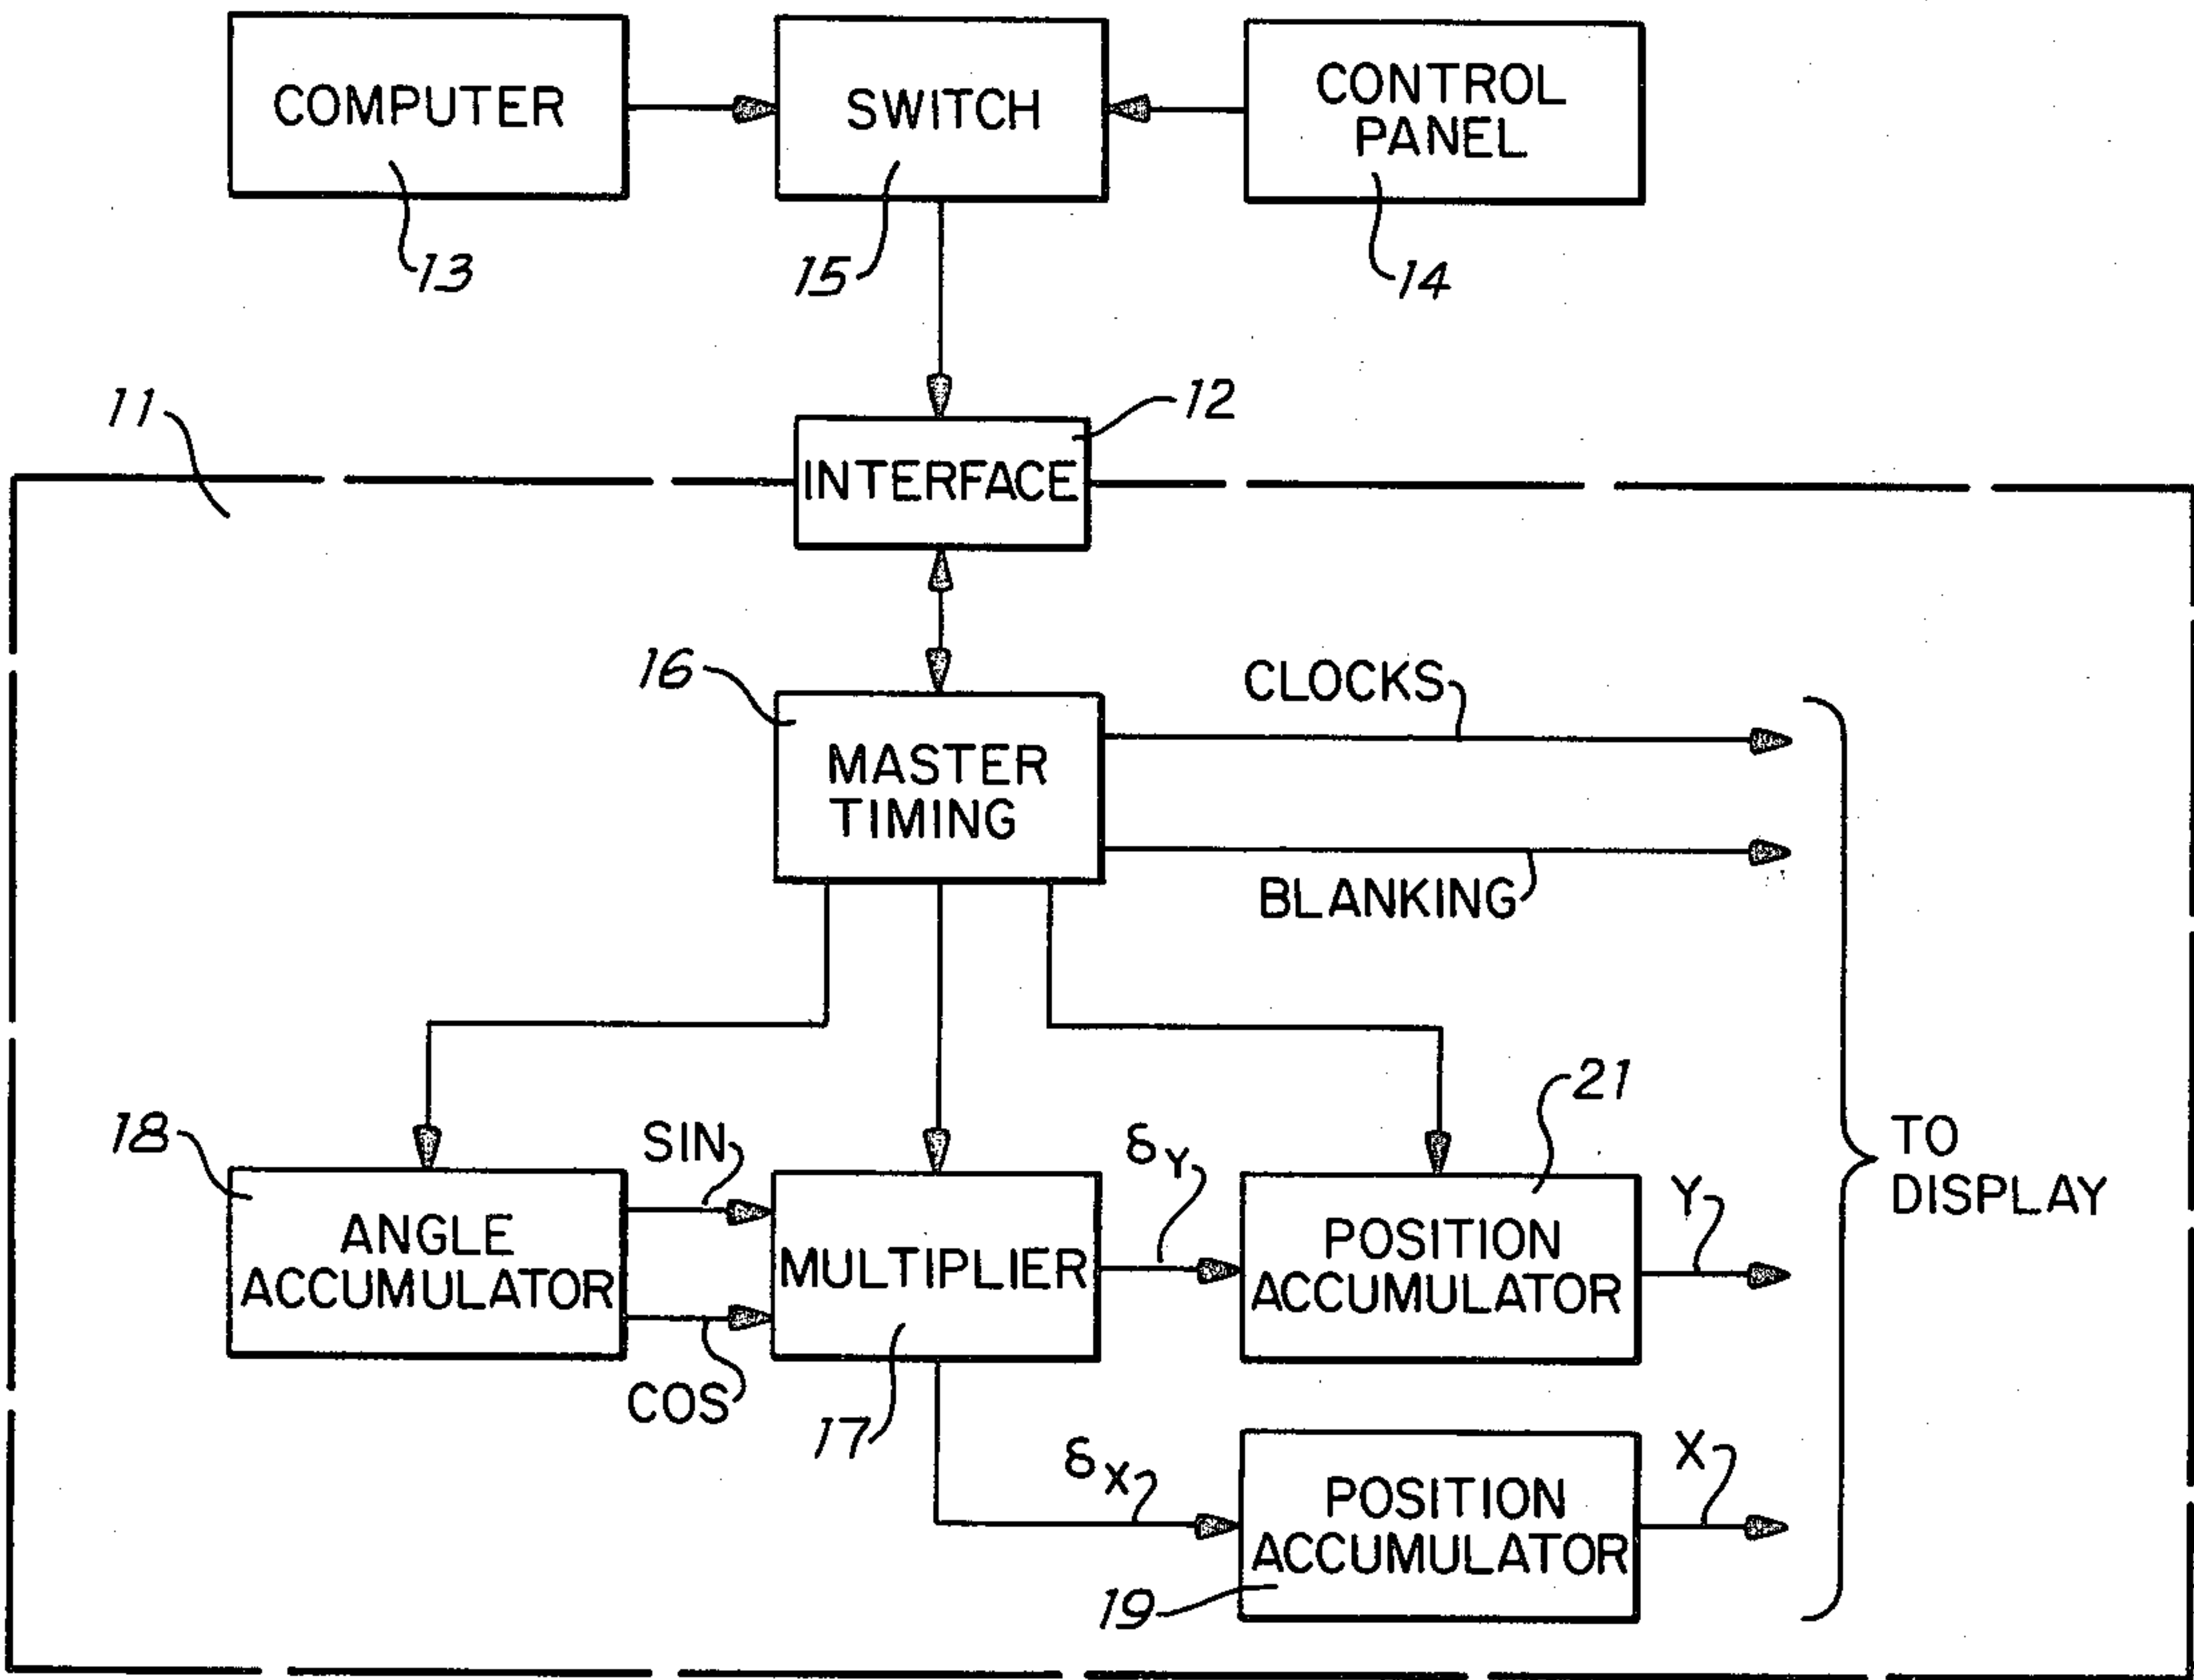 COMPUTER
13
SWITCH
15
CONTROL
PANEL
14
11
12
INTERFACE
16
MASTER
TIMING
CLOCKS
BLANKING
18
ANGLE
ACCUMULATOR
SIN
COS
MULTIPLIER
17
δY
21
POSITION
ACCUMULATOR
Y
δX
POSITION
ACCUMULATOR
19
X
TO
DISPLAY